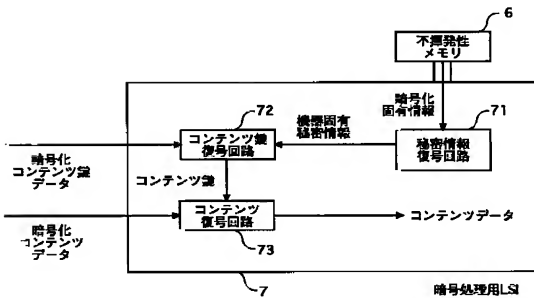 6
不揮発性
メモリ
暗号化
固有情報
71
72
機器固有
秘密情報
コンテンツ鍵
復号回路
秘密情報
復号回路
暗号化
コンテンツ鍵
データ
コンテンツ鍵
コンテンツ
復号回路
コンテンツデータ
暗号化
コンテンツ
データ
73
7
暗号処理用LSI